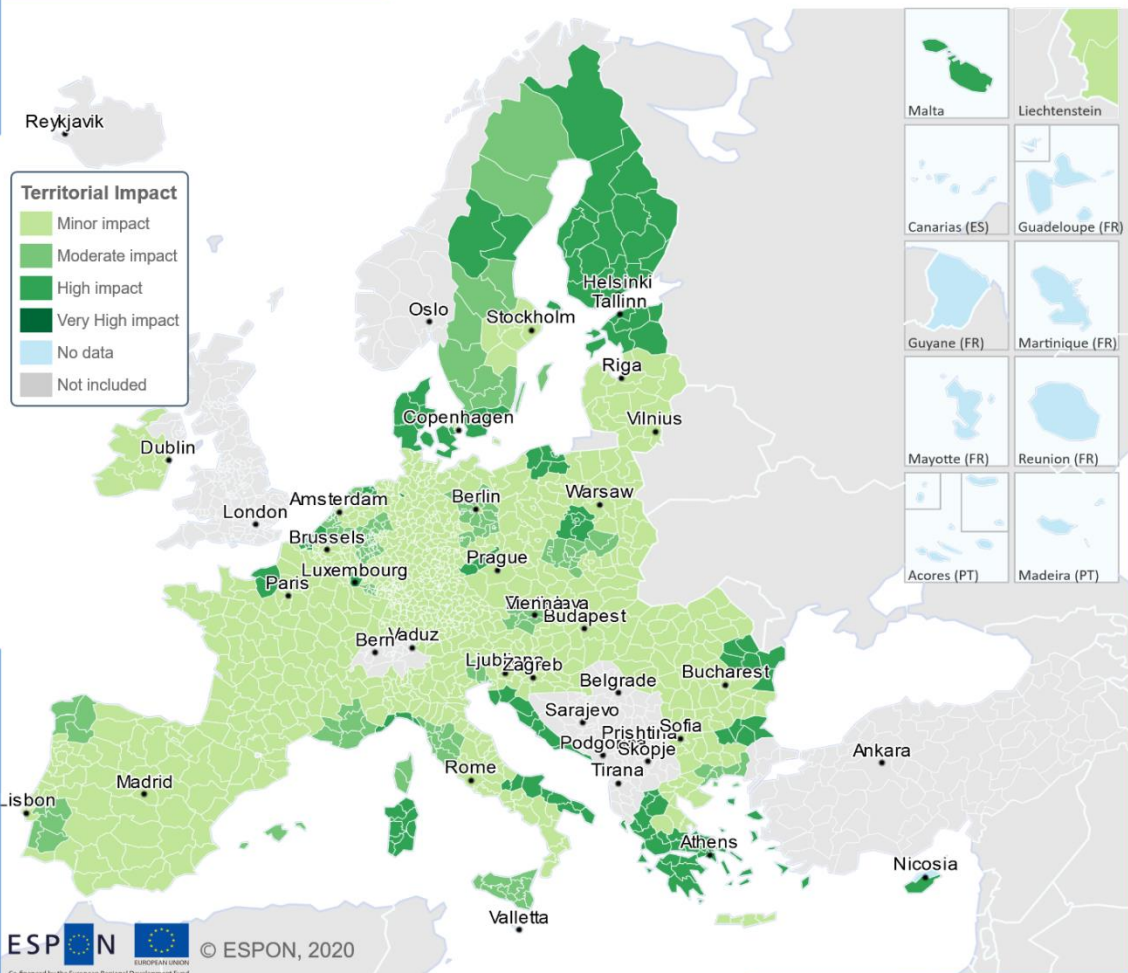 Reykjavik
Territorial Impact
Minor impact
Moderate impact
High impact
Very High impact
No data
Not included
Malta
Liechtenstein
Canarias (ES)
Guadeloupe (FR)
Guyane (FR)
Martinique (FR)
Mayotte (FR)
Reunion (FR)
Acores (PT)
Madeira (PT)
Helsinki
Tallinn
Oslo
Stockholm
Riga
Copenhagen
Vilnius
Dublin
Amsterdam
Berlin
Warsaw
London
Brussels
Prague
Luxembourg
Paris
Budapest
Bern
Vaduz
Zagreb
Belgrade
Bucharest
Sarajevo
Sofia
Prishtina
Skopje
Tirana
Ankara
Rome
Madrid
Lisbon
Athens
Nicosia
Valletta
ESPON
EUROPEAN UNION
© ESPON, 2020